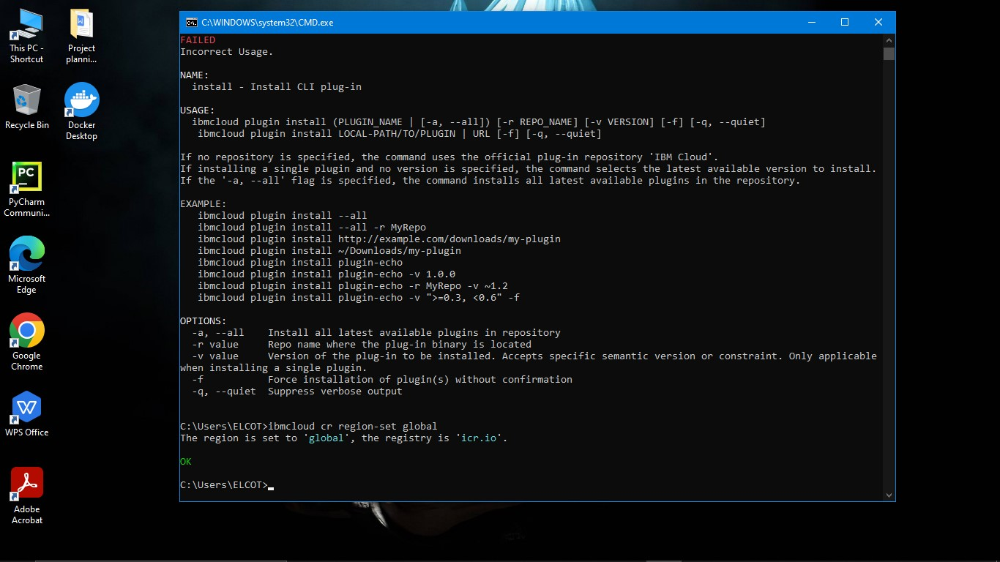 C:\WINDOWS\system32\CMD.exe
FAILED
Incorrect Usage.
NAME:
install - Install CLI plug-in
USAGE:
ibmcloud plugin install (PLUGIN_NAME | [-a, --all]) [-r REPO_NAME] [-v VERSION] [-f] [-q, --quiet]
ibmcloud plugin install LOCAL-PATH/TO/PLUGIN | URL [-f] [-q, --quiet]
If no repository is specified, the command uses the official plug-in repository 'IBM Cloud'.
If installing a single plugin and no version is specified, the command selects the latest available version to install.
If the '-a, --all' flag is specified, the command installs all latest available plugins in the repository.
EXAMPLE:
ibmcloud plugin install --all
ibmcloud plugin install --all -r MyRepo
ibmcloud plugin install http://example.com/downloads/my-plugin
ibmcloud plugin install ~/Downloads/my-plugin
ibmcloud plugin install plugin-echo
ibmcloud plugin install plugin-echo -v 1.0.0
ibmcloud plugin install plugin-echo -r MyRepo -v ~1.2
ibmcloud plugin install plugin-echo -v ">=0.3, <0.6" -f
OPTIONS:
-a, --all    Install all latest available plugins in repository
-r value     Repo name where the plug-in binary is located
-v value     Version of the plug-in to be installed. Accepts specific semantic version or constraint. Only applicable
when installing a single plugin.
-f           Force installation of plugin(s) without confirmation
-q, --quiet  Suppress verbose output
C:\Users\ELCOT>ibmcloud cr region-set global
The region is set to 'global', the registry is 'icr.io'.
OK
C:\Users\ELCOT>
This PC -
Shortcut
Project
planni...
Recycle Bin
Docker
Desktop
PC
PyCharm
Communi...
Microsoft
Edge
Google
Chrome
W
WPS Office
Adobe
Acrobat